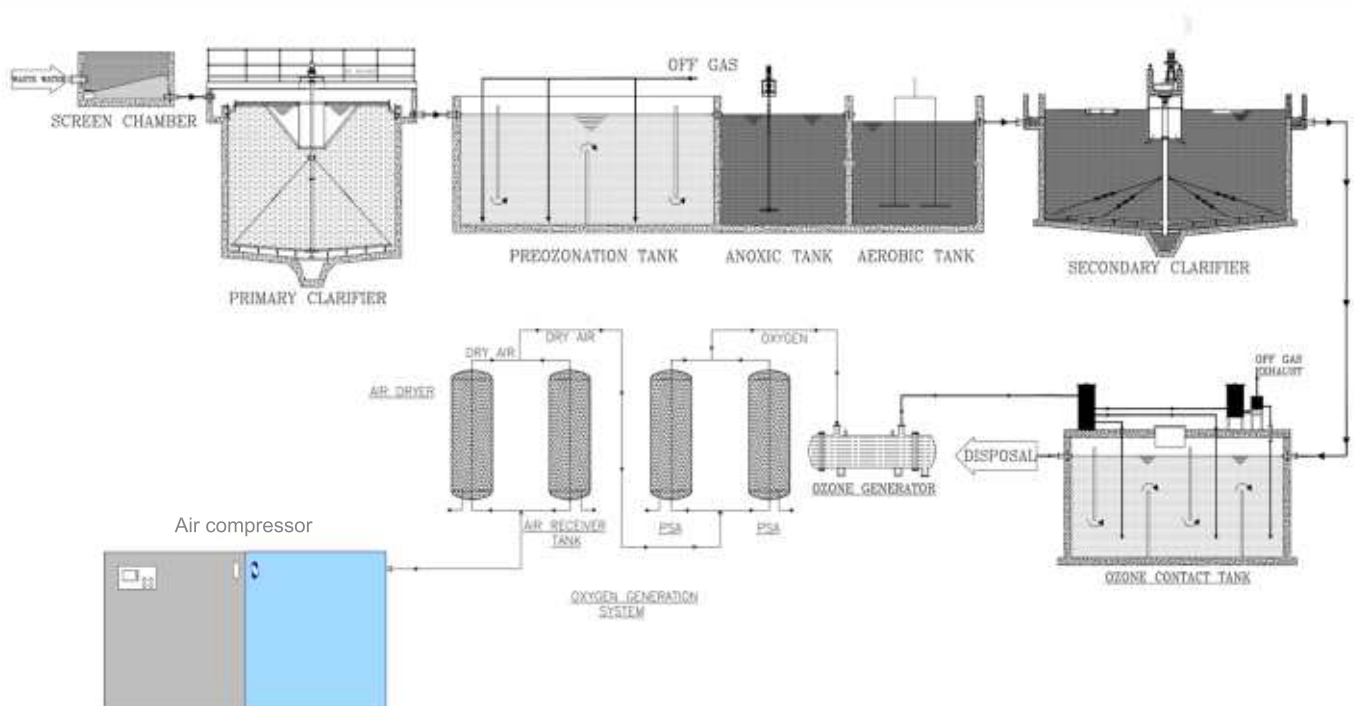 WASTE WATER
SCREEN CHAMBER
PRIMARY CLARIFIER
OFF GAS
PREOZONATION TANK
ANOXIC TANK
AEROBIC TANK
SECONDARY CLARIFIER
AIR DRYER
DRY AIR
DRY AIR
OXYGEN
AIR RECEIVER
TANK
PSA
PSA
OZONE GENERATOR
DISPOSAL
OFF GAS
EXHAUST
OZONE CONTACT TANK
Air compressor
OXYGEN GENERATION
SYSTEM